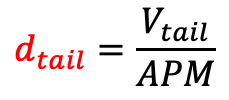 d_tail = V_tail / APM